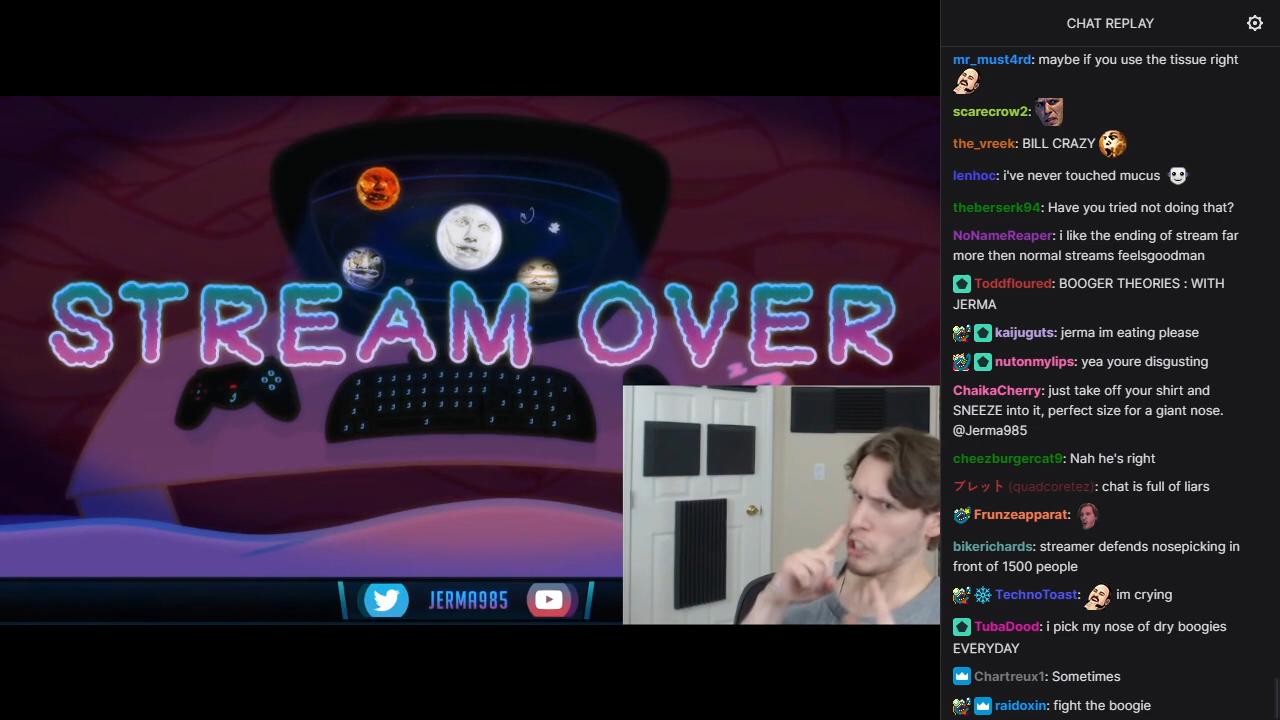 CHAT REPLAY
mr_must4rd: maybe if you use the tissue right
scarecrow2:
the_vreek: BILL CRAZY
lenhoc: i've never touched mucus
theberserk94: Have you tried not doing that?
NoNameReaper: i like the ending of stream far
more then normal streams feelsgoodman
Toddfloured: BOOGER THEORIES : WITH
JERMA
kaijuguts: jerma im eating please
nutonmylips: yea youre disgusting
ChaikaCherry: just take off your shirt and
SNEEZE into it, perfect size for a giant nose.
@Jerma985
cheezburgercat9: Nah he's right
ブレット (quadcoretez): chat is full of liars
Frunzeapparat:
bikerichards: streamer defends nosepicking in
front of 1500 people
TechnoToast: im crying
TubaDood: i pick my nose of dry boogies
EVERYDAY
Chartreux1: Sometimes
raidoxin: fight the boogie
STREAM OVER
JERMA985